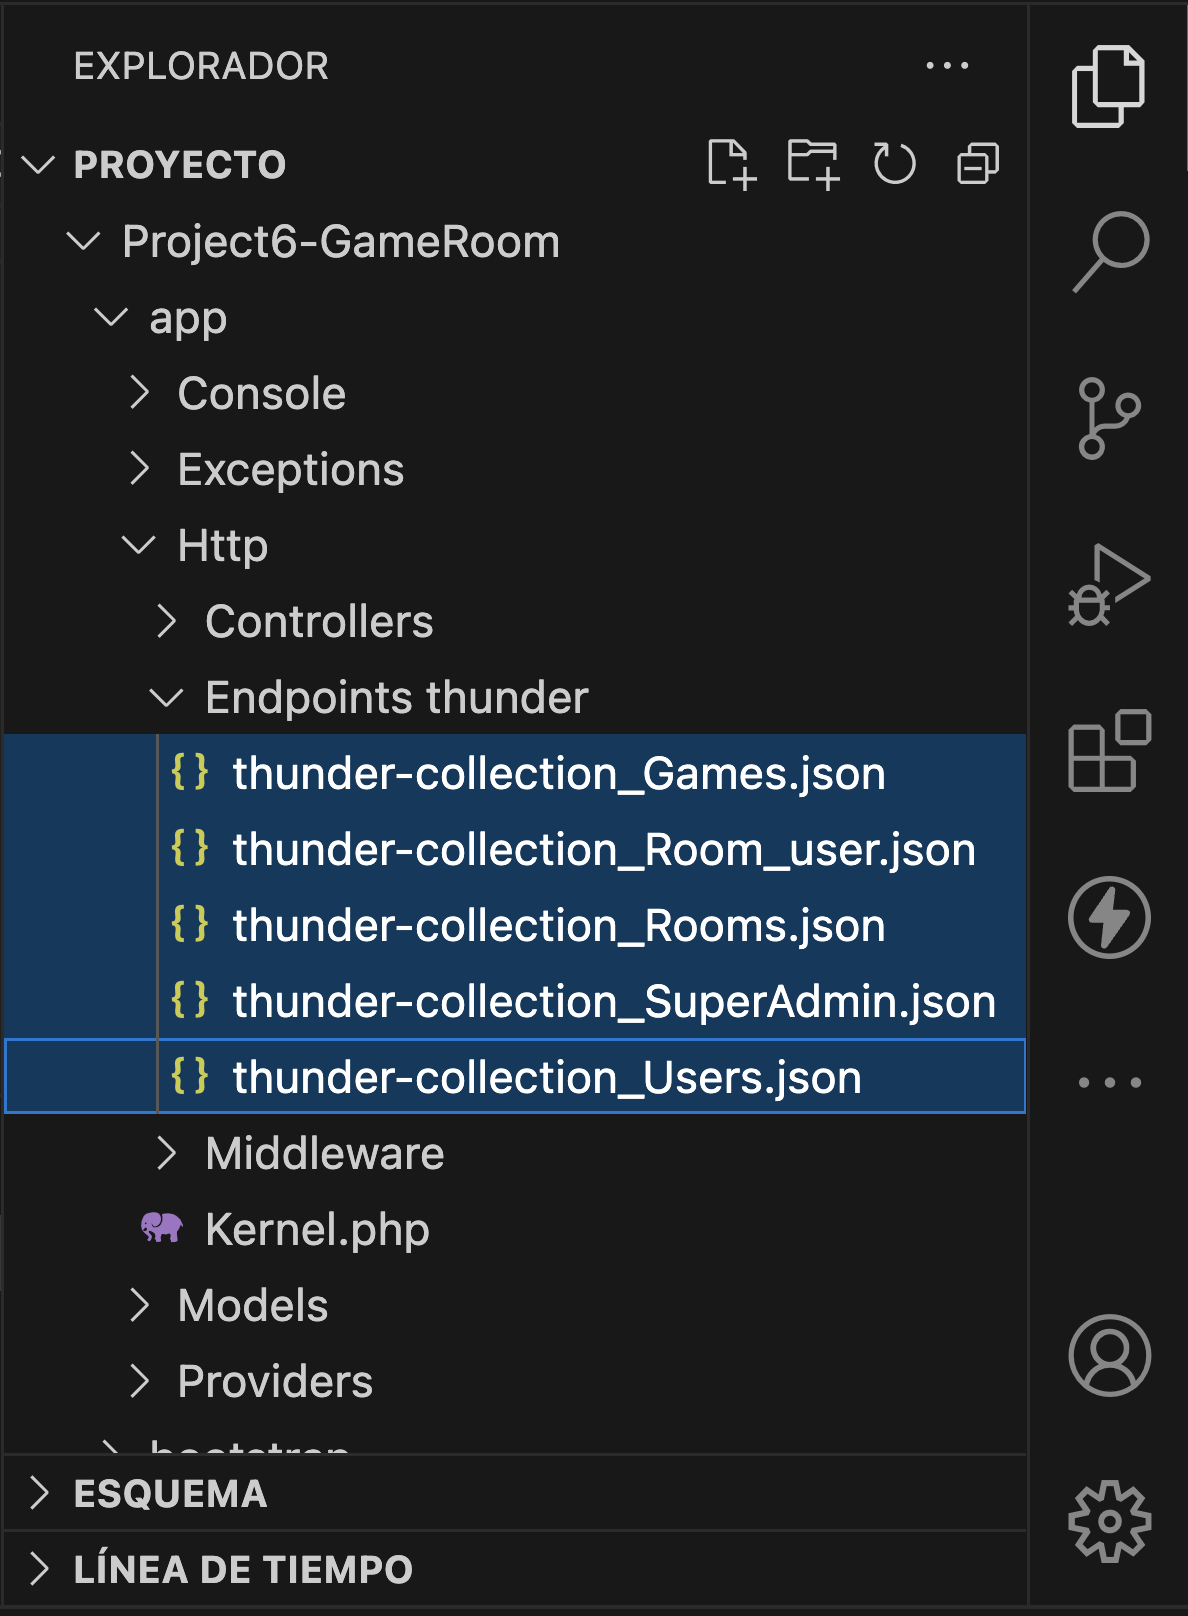 EXPLORADOR
PROYECTO
Project6-GameRoom
app
Console
Exceptions
Http
Controllers
Endpoints thunder
{} thunder-collection_Games.json
{} thunder-collection_Room_user.json
{} thunder-collection_Rooms.json
{} thunder-collection_SuperAdmin.json
{} thunder-collection_Users.json
Middleware
Kernel.php
Models
Providers
bootstrap
ESQUEMA
LÍNEA DE TIEMPO